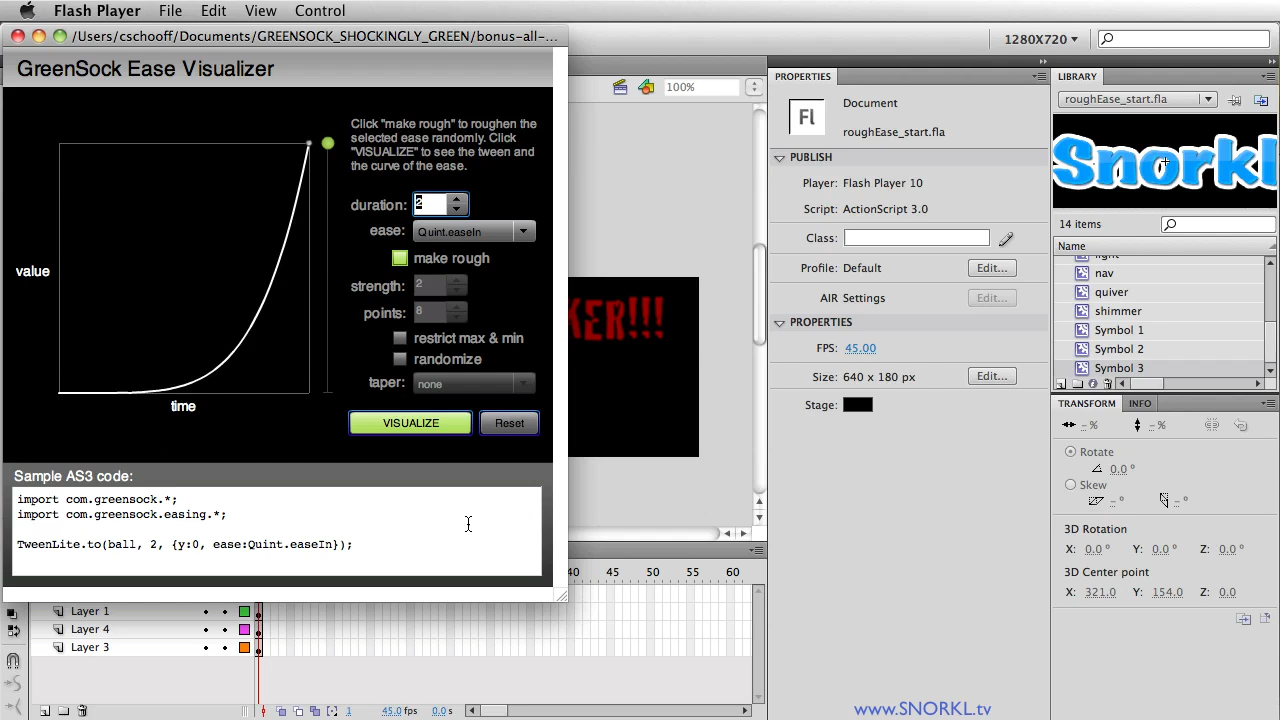 Flash Player File Edit View Control
/Users/cschooff/Documents/GREENSOCK_SHOCKINGLY_GREEN/bonus-all-...
1280X720
GreenSock Ease Visualizer
Click "make rough" to roughen the
selected ease randomly. Click
"VISUALIZE" to see the tween and
the curve of the ease.
duration: 2
ease: Quint.easeIn
make rough
strength: 2
points: 8
restrict max & min
randomize
taper: none
value
time
VISUALIZE Reset
Sample AS3 code:
import com.greensock.*;
import com.greensock.easing.*;
TweenLite.to(ball, 2, {y:0, ease:Quint.easeIn});
100%
KER!!!
40 45 50 55 60
Layer 1
Layer 4
Layer 3
1 45.0 fps 0.0 s
PROPERTIES
Fl
Document
roughEase_start.fla
PUBLISH
Player: Flash Player 10
Script: ActionScript 3.0
Class:
Profile: Default Edit...
AIR Settings Edit...
PROPERTIES
FPS: 45.00
Size: 640 x 180 px Edit...
Stage:
www.SNORKL.tv
LIBRARY
roughEase_start.fla
Snorkl
14 items
Name
light
nav
quiver
shimmer
Symbol 1
Symbol 2
Symbol 3
TRANSFORM INFO
– % – %
Rotate
0.0 °
Skew
– ° – °
3D Rotation
X: 0.0 ° Y: 0.0 ° Z: 0.0 °
3D Center point
X: 321.0 Y: 154.0 Z: 0.0